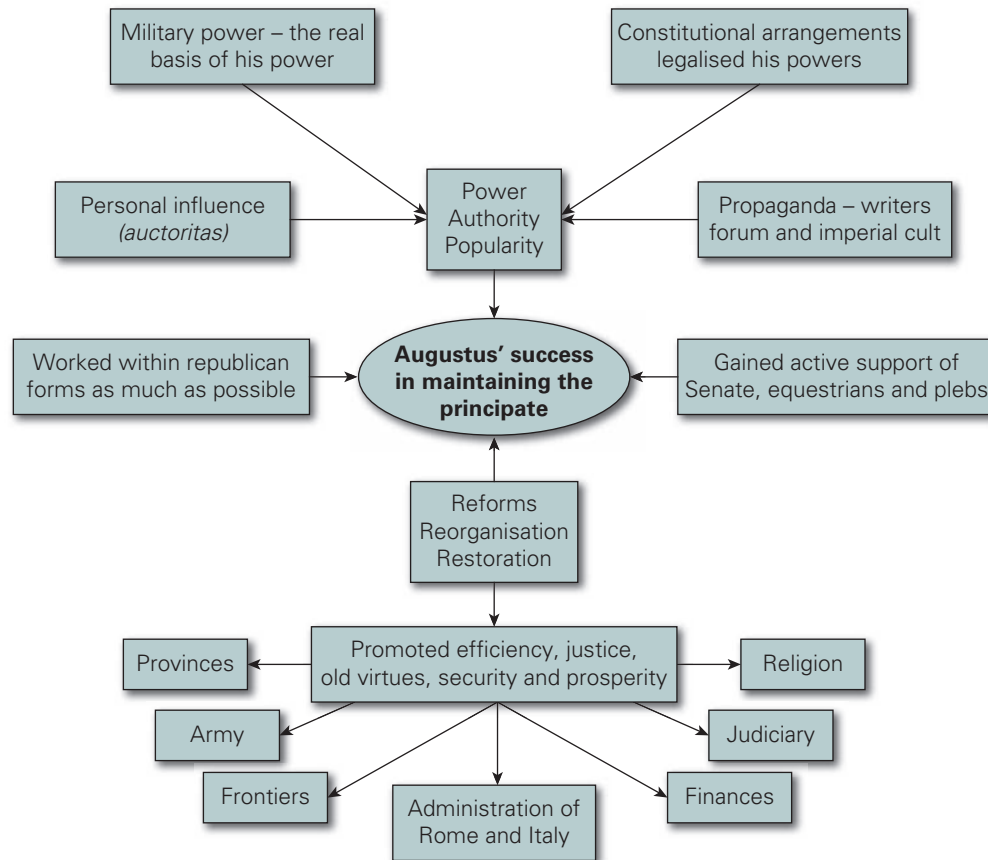 Military power – the real
basis of his power
Constitutional arrangements
legalised his powers
Personal influence
(auctoritas)
Power
Authority
Popularity
Propaganda – writers
forum and imperial cult
Worked within republican
forms as much as possible
Augustus’ success
in maintaining the
principate
Gained active support of
Senate, equestrians and plebs
Reforms
Reorganisation
Restoration
Promoted efficiency, justice,
old virtues, security and prosperity
Provinces
Religion
Army
Judiciary
Frontiers
Administration of
Rome and Italy
Finances